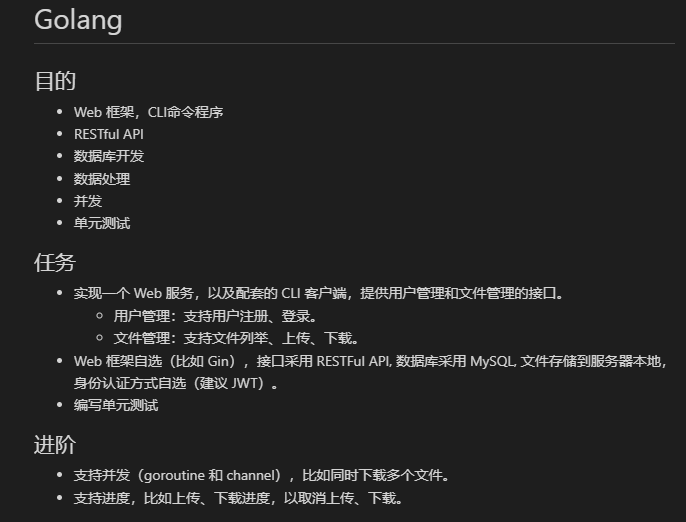 Golang
目的
Web 框架，CLI命令程序
RESTful API
数据库开发
数据处理
并发
单元测试
任务
实现一个 Web 服务，以及配套的 CLI 客户端，提供用户管理和文件管理的接口。
用户管理：支持用户注册、登录。
文件管理：支持文件列举、上传、下载。
Web 框架自选（比如 Gin），接口采用 RESTFul API, 数据库采用 MySQL, 文件存储到服务器本地，
身份认证方式自选（建议 JWT）。
编写单元测试
进阶
支持并发（goroutine 和 channel），比如同时下载多个文件。
支持进度，比如上传、下载进度，以取消上传、下载。